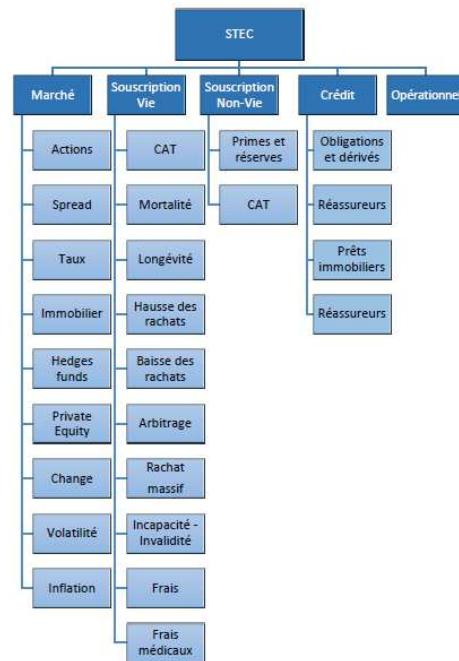 STEC
Marché
Souscription
Vie
Souscription
Non-Vie
Crédit
Opérationnel
Actions
Spread
Taux
Immobilier
Hedges
funds
Private
Equity
Change
Volatilité
Inflation
CAT
Mortalité
Longévité
Hausse des
rachats
Baisse des
rachats
Arbitrage
Rachat
massif
Incapacité -
Invalidité
Frais
Frais
médicaux
Primes et
réserves
CAT
Obligations
et dérivés
Réassureurs
Prêts
immobiliers
Réassureurs